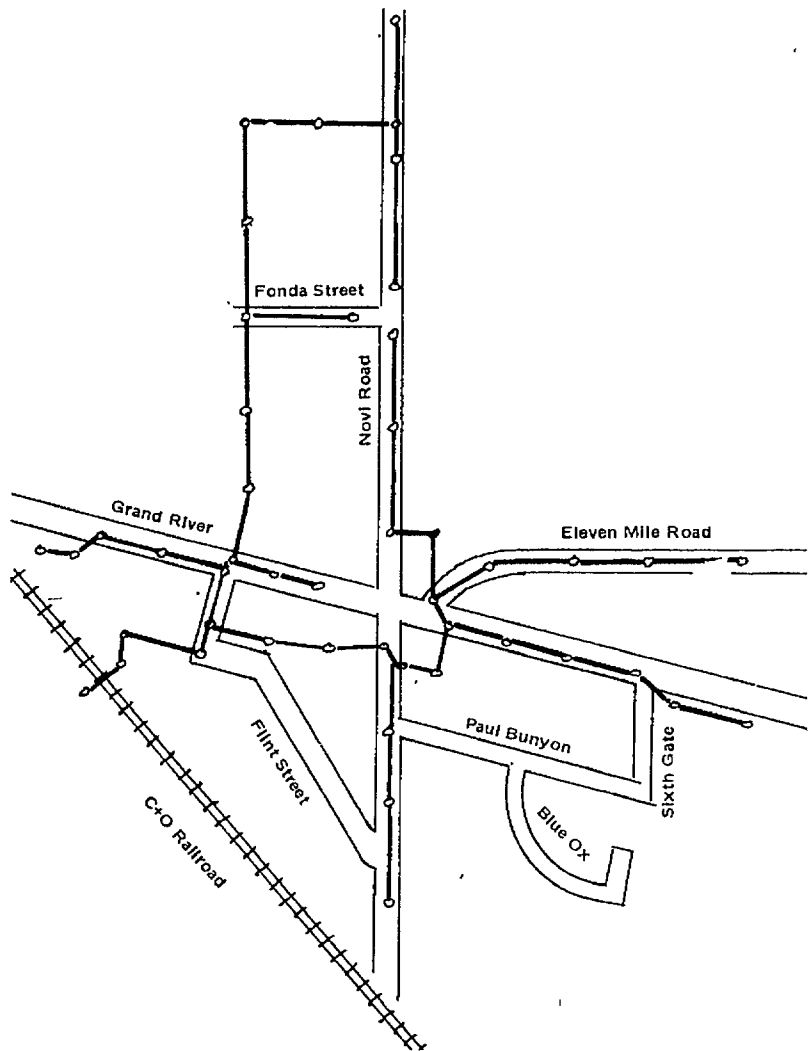 Fonda Street
Novi Road
Grand River
Eleven Mile Road
Paul Bunyon
Flint Street
Sixth Gate
Blue Ox
C+O Railroad